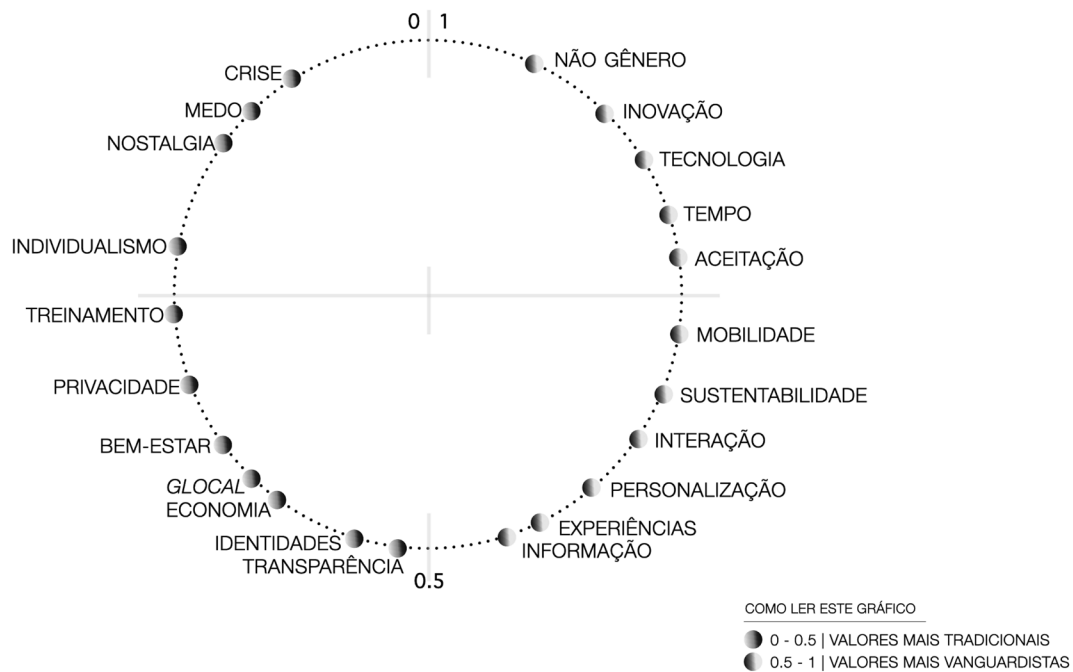 0 1
NÃO GÊNERO
CRISE
MEDO
INOVAÇÃO
NOSTALGIA
TECNOLOGIA
TEMPO
INDIVIDUALISMO
ACEITAÇÃO
TREINAMENTO
MOBILIDADE
PRIVACIDADE
SUSTENTABILIDADE
BEM-ESTAR
INTERAÇÃO
GLOCAL
PERSONALIZAÇÃO
ECONOMIA
EXPERIÊNCIAS
IDENTIDADES
INFORMAÇÃO
TRANSPARÊNCIA
0.5
COMO LER ESTE GRÁFICO
0 - 0.5 | VALORES MAIS TRADICIONAIS
0.5 - 1 | VALORES MAIS VANGUARDISTAS